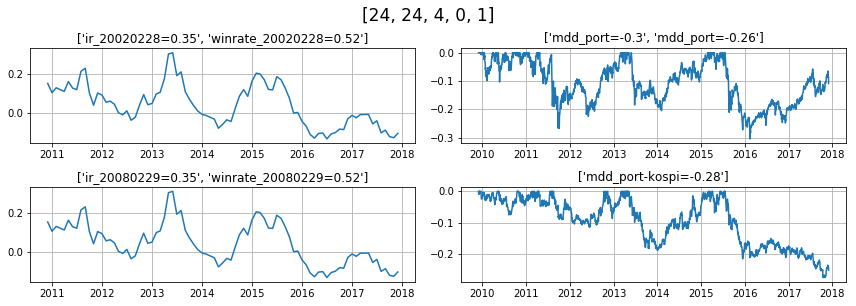 [24, 24, 4, 0, 1]
['ir_20020228=0.35', 'winrate_20020228=0.52']
0.2
0.0
2011 2012 2013 2014 2015 2016 2017 2018
['mdd_port=-0.3', 'mdd_port=-0.26']
0.0
−0.1
−0.2
−0.3
2010 2011 2012 2013 2014 2015 2016 2017 2018
['ir_20080229=0.35', 'winrate_20080229=0.52']
0.2
0.0
2011 2012 2013 2014 2015 2016 2017 2018
['mdd_port-kospi=-0.28']
0.0
−0.1
−0.2
2010 2011 2012 2013 2014 2015 2016 2017 2018